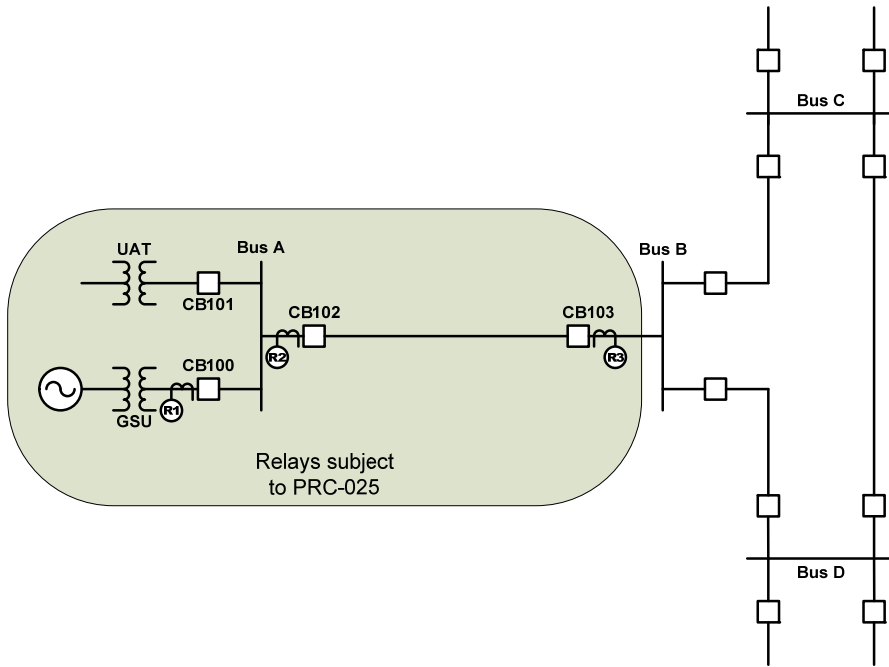 Bus C
UAT
Bus A
Bus B
CB101
CB102
CB103
R2
R3
CB100
R1
GSU
Relays subject
to PRC-025
Bus D